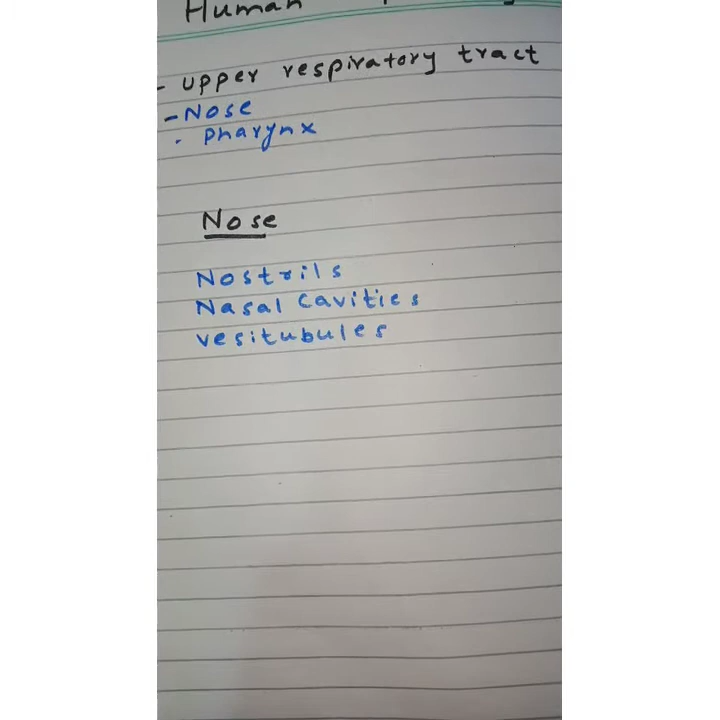 Human
- upper respiratory tract
- Nose
. Pharynx
Nose
Nostrils
Nasal Cavities
vesitubules